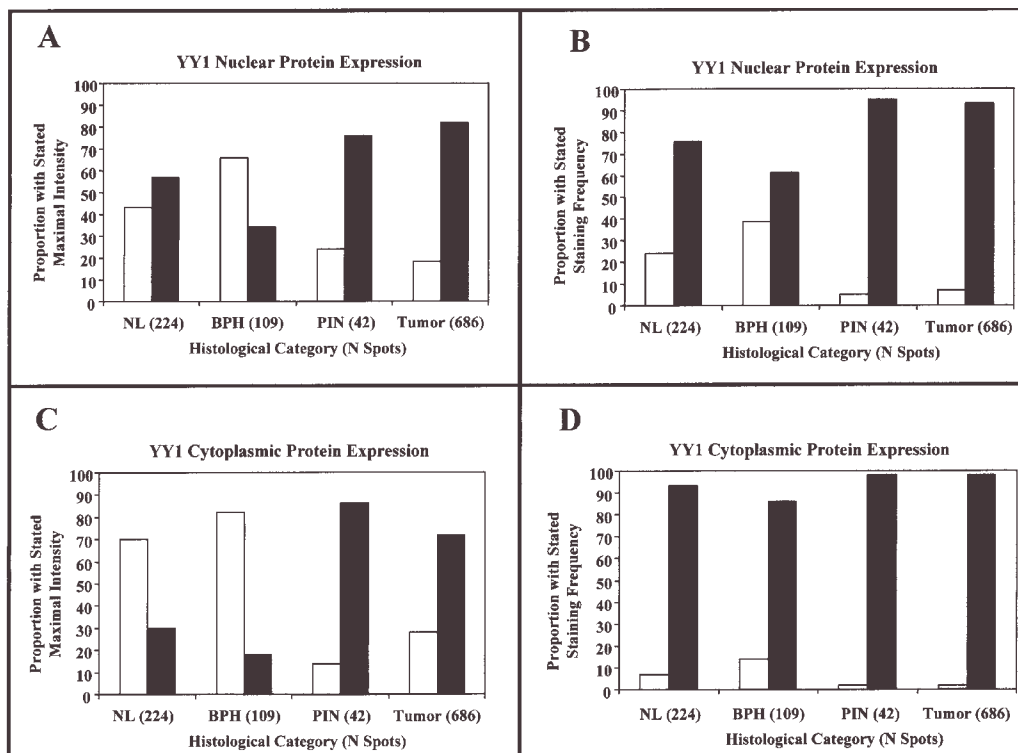 A
YY1 Nuclear Protein Expression
Proportion with Stated
Maximal Intensity
100
90
80
70
60
50
40
30
20
10
0
NL (224) BPH (109) PIN (42) Tumor (686)
Histological Category (N Spots)
B
YY1 Nuclear Protein Expression
Proportion with Stated
Staining Frequency
100
90
80
70
60
50
40
30
20
10
0
NL (224) BPH (109) PIN (42) Tumor (686)
Histological Category (N Spots)
C
YY1 Cytoplasmic Protein Expression
Proportion with Stated
Maximal Intensity
100
90
80
70
60
50
40
30
20
10
0
NL (224) BPH (109) PIN (42) Tumor (686)
Histological Category (N Spots)
D
YY1 Cytoplasmic Protein Expression
Proportion with Stated
Staining Frequency
100
90
80
70
60
50
40
30
20
10
0
NL (224) BPH (109) PIN (42) Tumor (686)
Histological Category (N Spots)